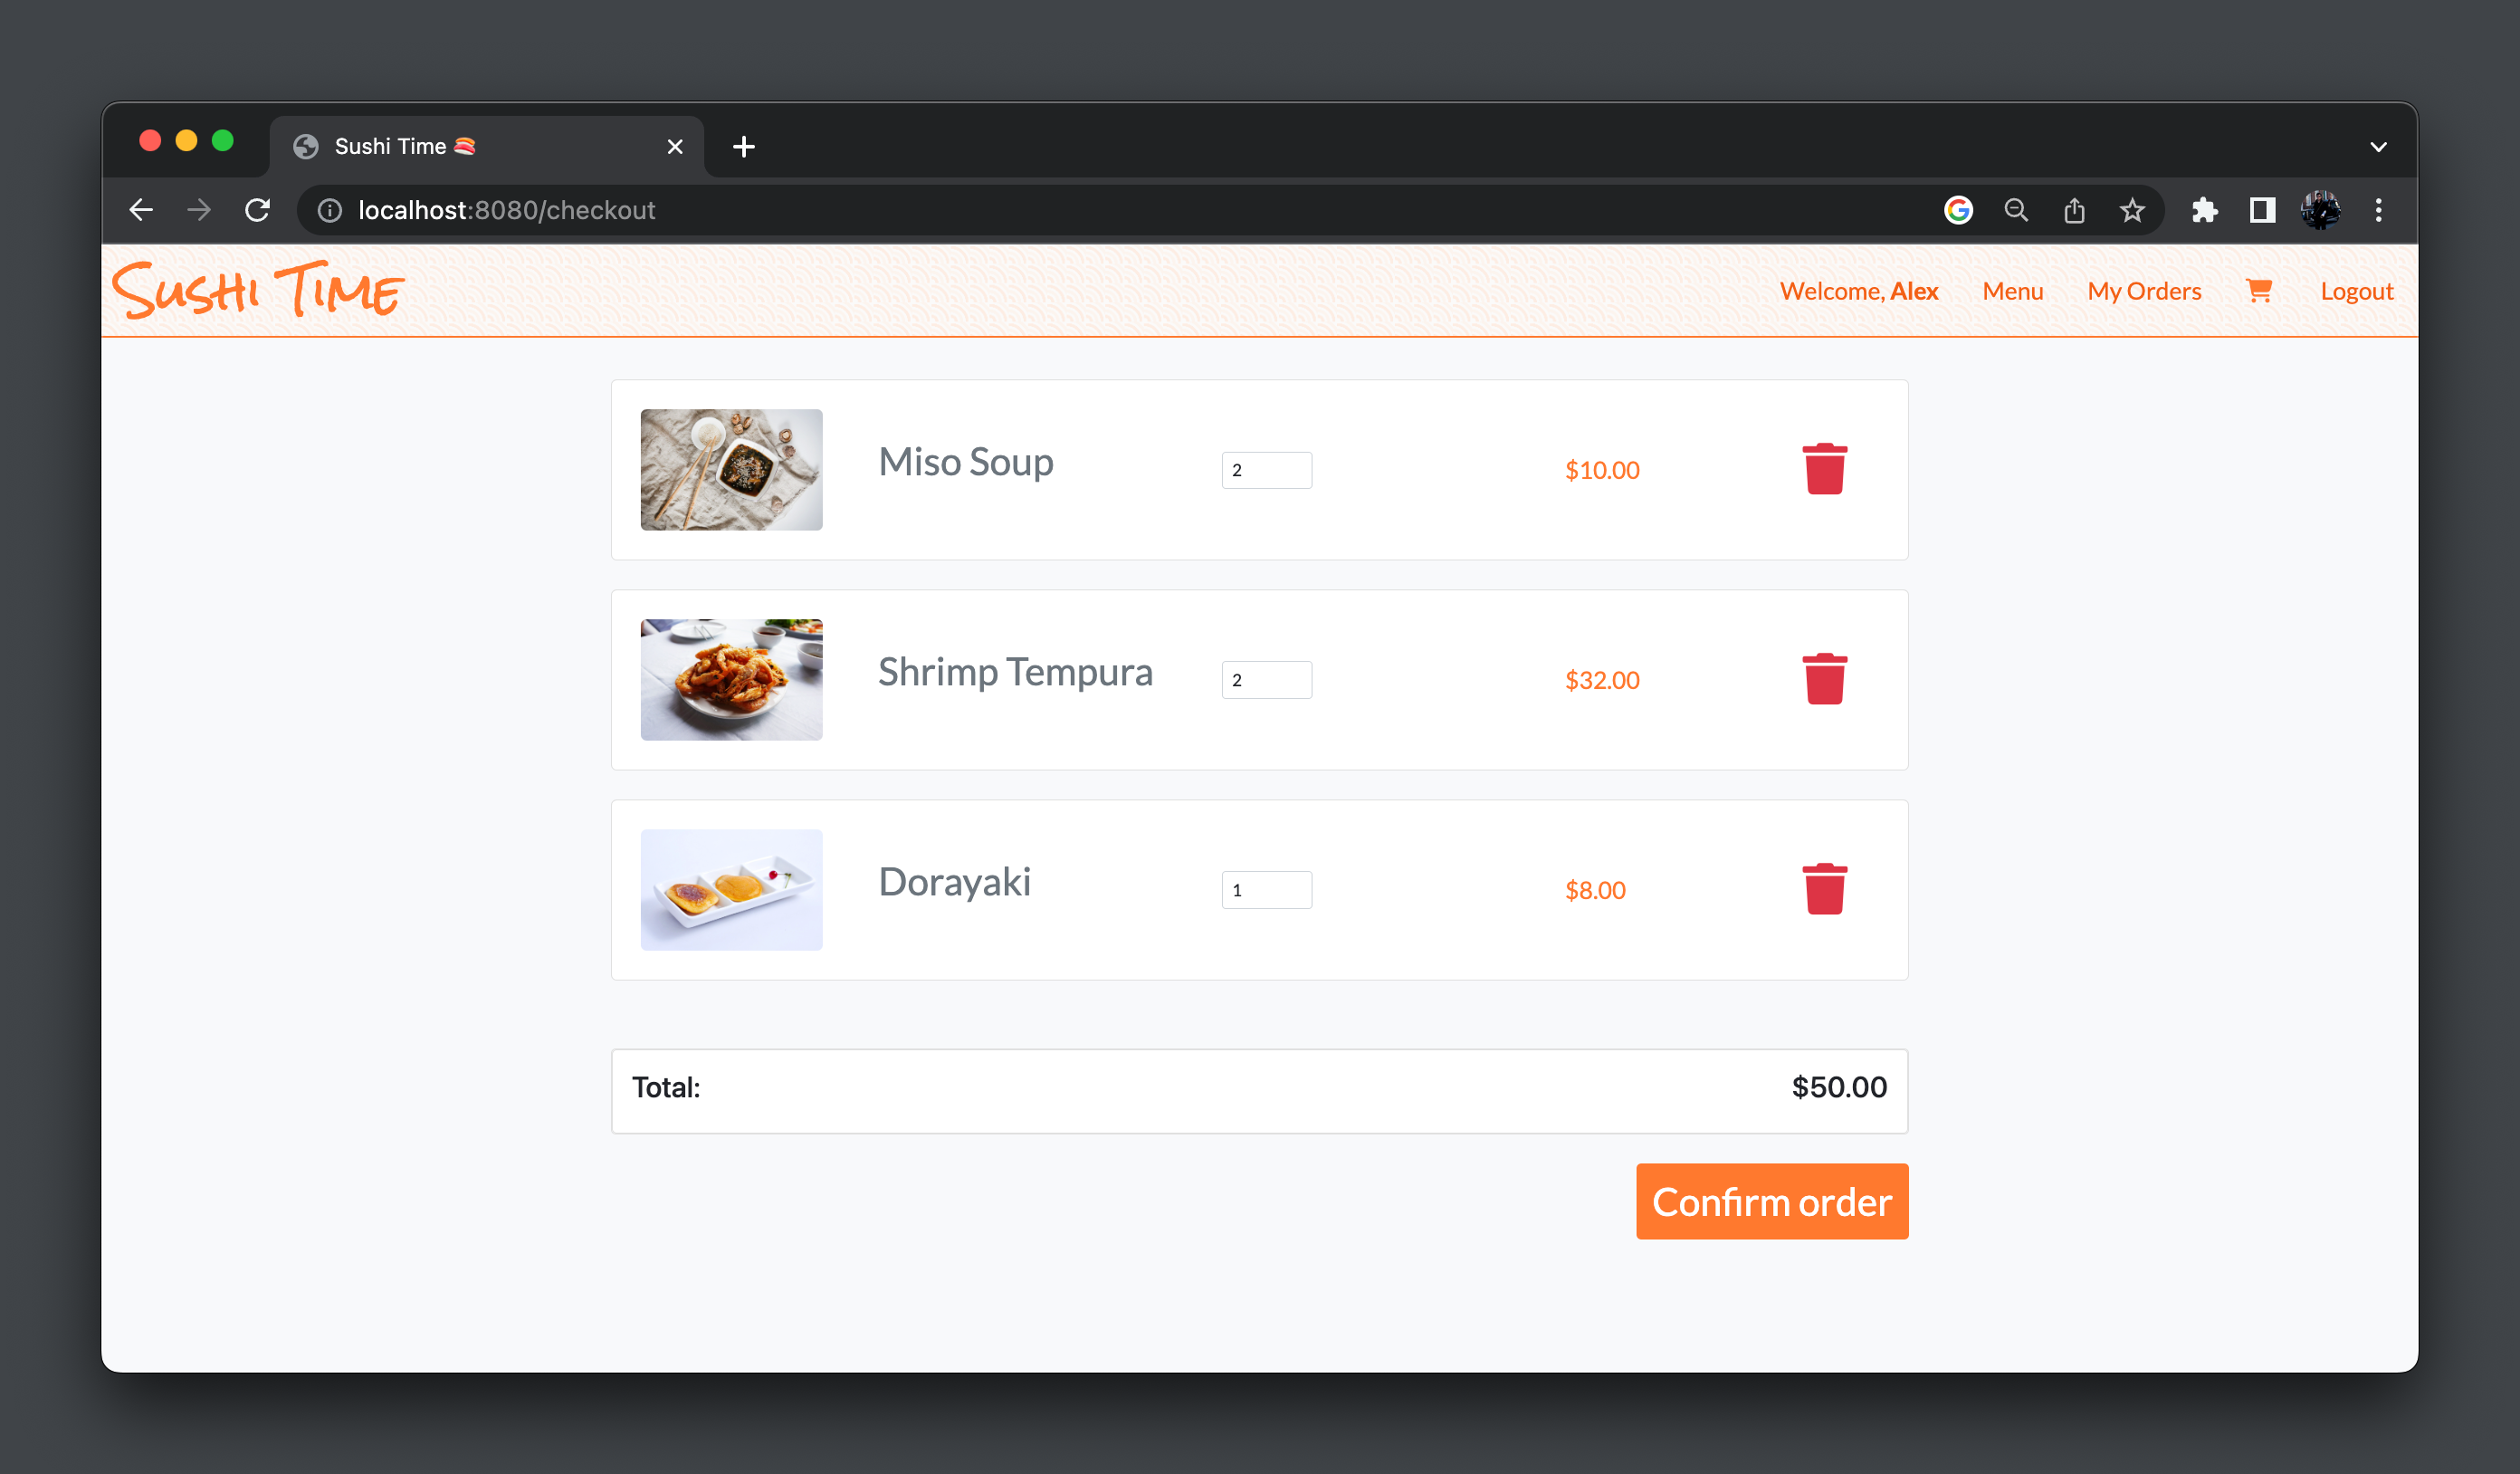 Sushi Time 🍣
localhost:8080/checkout
Sushi Time
Welcome, Alex Menu My Orders Logout
Miso Soup 2 $10.00
Shrimp Tempura 2 $32.00
Dorayaki 1 $8.00
Total: $50.00
Confirm order